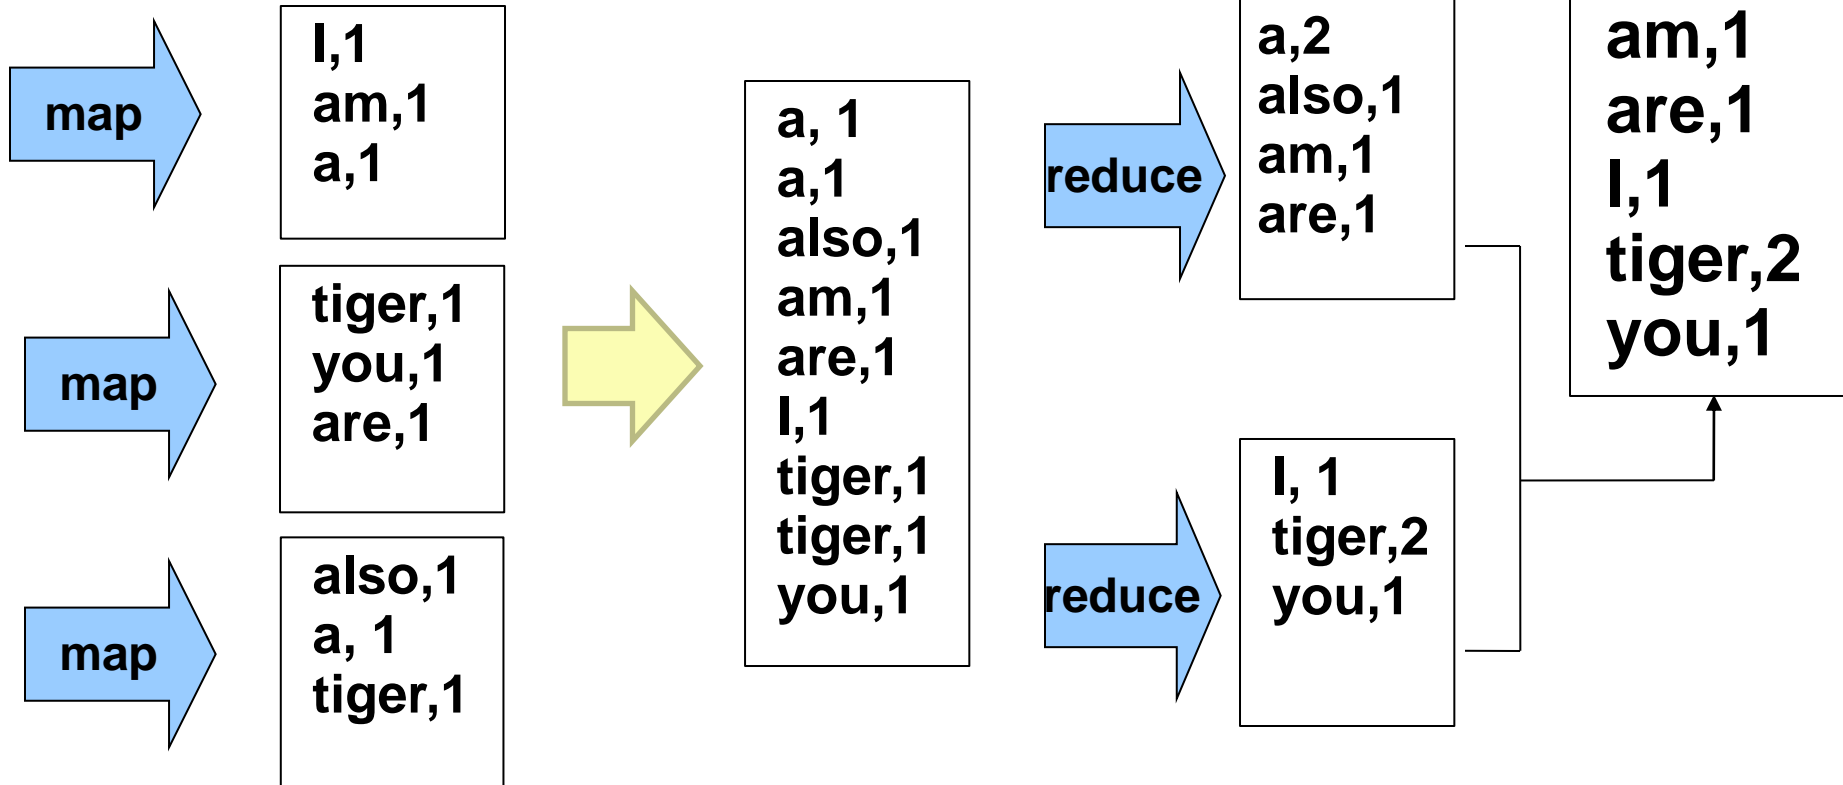 map
I,1
am,1
a,1
map
tiger,1
you,1
are,1
map
also,1
a, 1
tiger,1
a, 1
a,1
also,1
am,1
are,1
I,1
tiger,1
tiger,1
you,1
reduce
a,2
also,1
am,1
are,1
reduce
I, 1
tiger,2
you,1
am,1
are,1
I,1
tiger,2
you,1